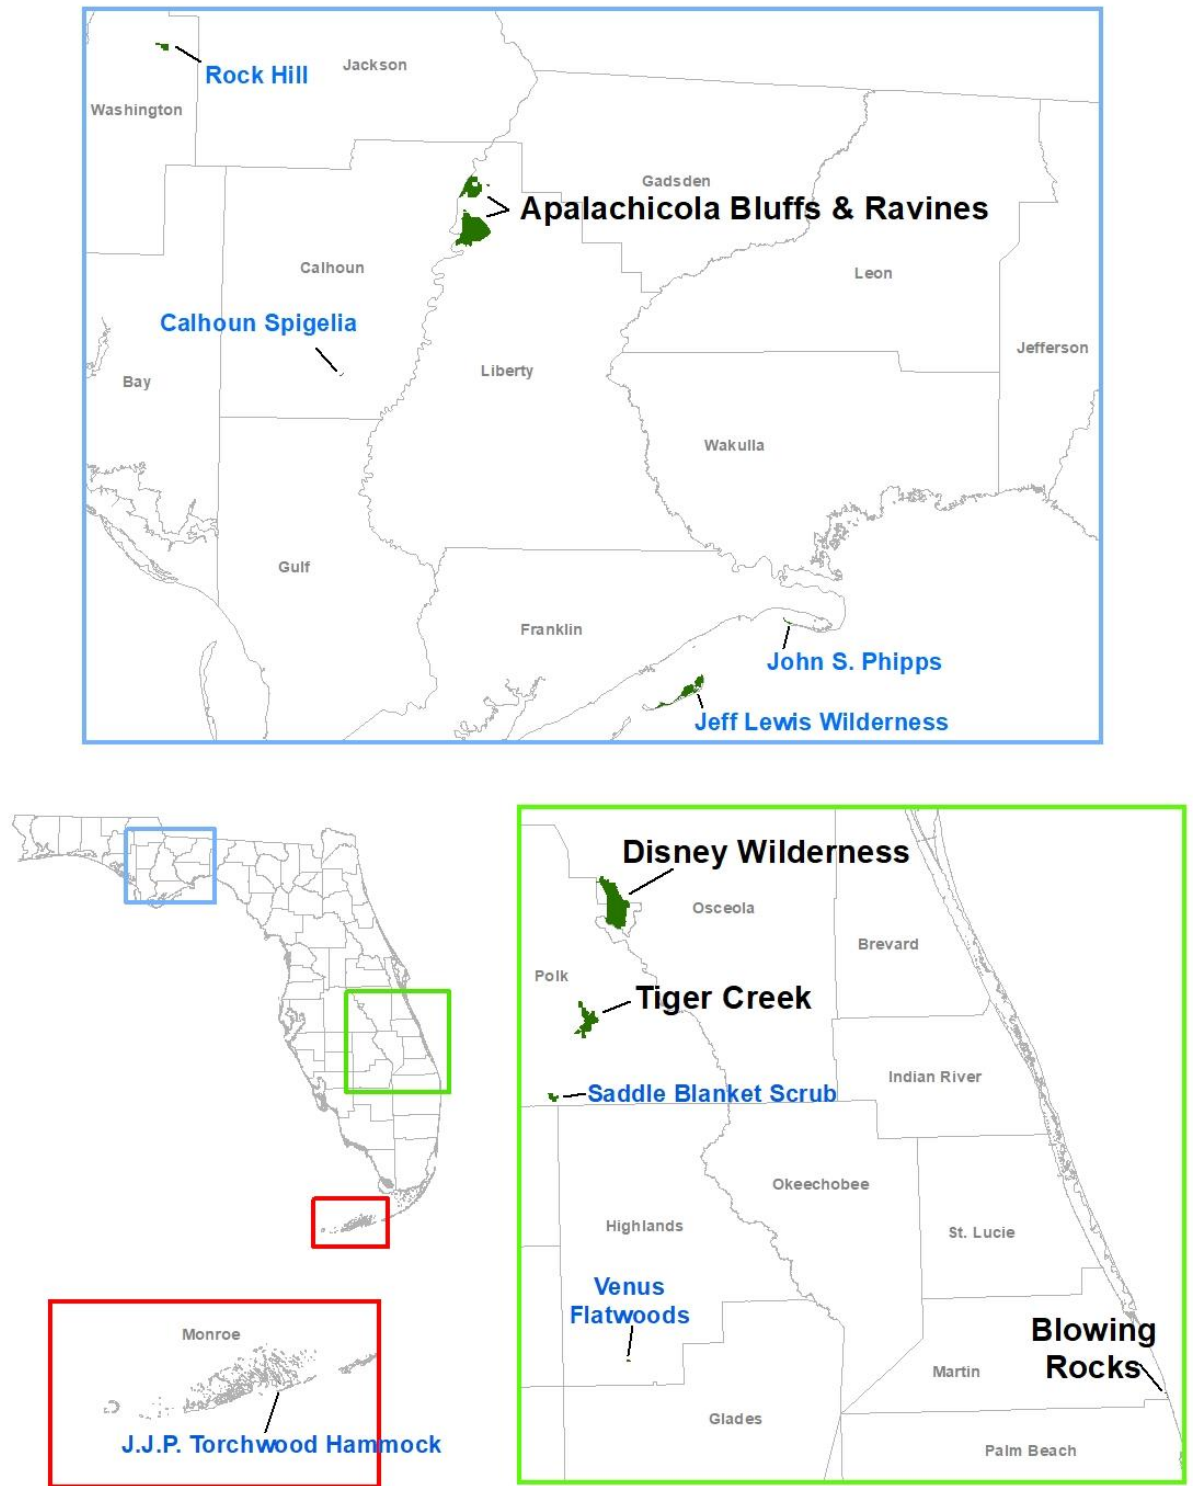 Rock Hill
Jackson
Washington
Gadsden
Apalachicola Bluffs & Ravines
Calhoun
Leon
Calhoun Spigelia
Jefferson
Liberty
Bay
Wakulla
Gulf
Franklin
John S. Phipps
Jeff Lewis Wilderness
Disney Wilderness
Osceola
Brevard
Polk
Tiger Creek
Indian River
Saddle Blanket Scrub
Okeechobee
Highlands
St. Lucie
Venus
Flatwoods
Blowing
Rocks
Martin
Glades
Palm Beach
Monroe
J.J.P. Torchwood Hammock